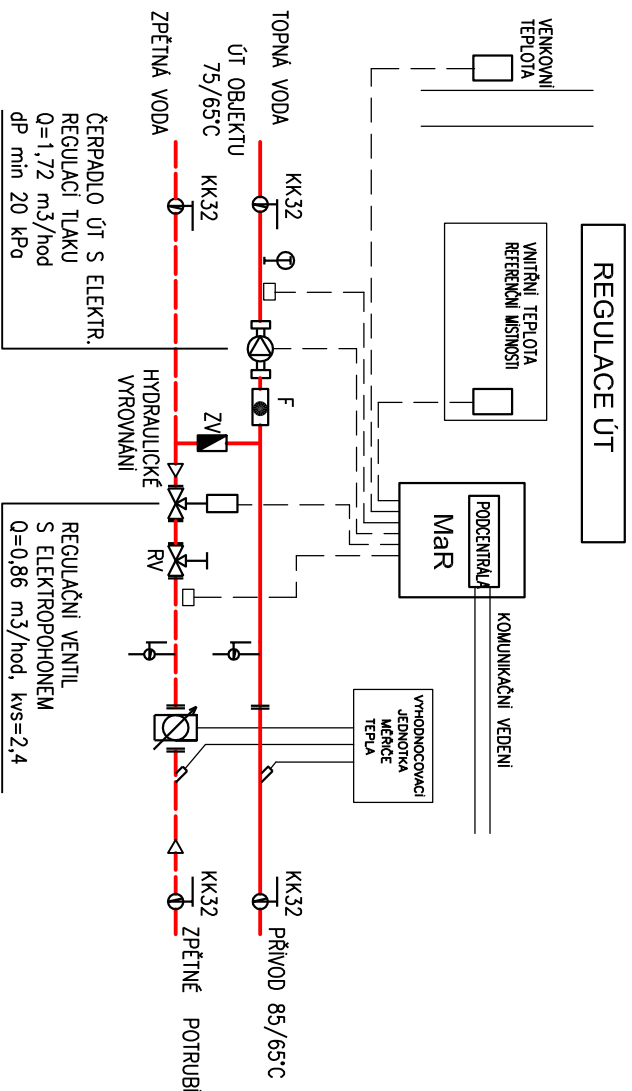 REGULACE ÚT
VENKOVNÍ
TEPLOTA
VNITŘNÍ TEPLOTA
REFERENČNÍ MÍSTNOSTI
PODCENTRÁLA
MaR
KOMUNIKAČNÍ VEDENÍ
VYHODNOCOVACÍ
JEDNOTKA
MĚŘIČE
TEPLA
TOPNÁ VODA
ÚT OBJEKTU
75/65°C
KK32
F
KK32
PŘÍVOD 85/65°C
ZPĚTNÁ VODA
KK32
ZV
HYDRAULICKÉ
VYROVNÁNÍ
RV
KK32
ZPĚTNÉ POTRUBÍ
ČERPADLO ÚT S ELEKTR.
REGULACÍ TLAKU
Q=1,72 m3/hod
dP min 20 kPa
REGULAČNÍ VENTIL
S ELEKTROPOHONEM
Q=0,86 m3/hod, kvs=2,4